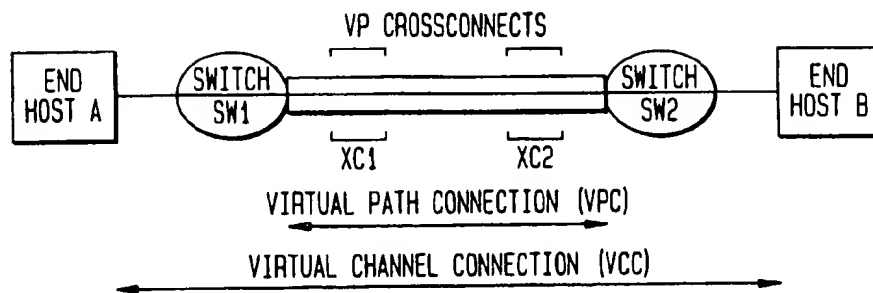 VP CROSSCONNECTS
END
HOST A
SWITCH
SW1
SWITCH
SW2
END
HOST B
XC1
XC2
VIRTUAL PATH CONNECTION (VPC)
VIRTUAL CHANNEL CONNECTION (VCC)